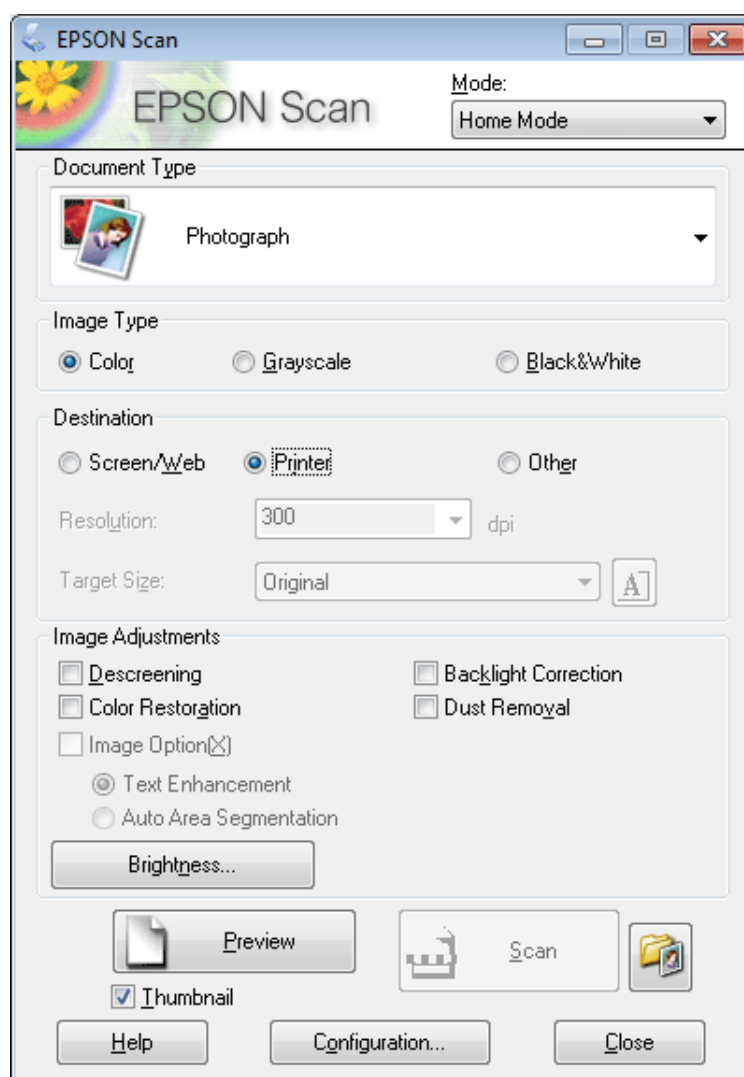 EPSON Scan
EPSON Scan
Mode:
Home Mode
Document Type
Photograph
Image Type
Color Grayscale Black&White
Destination
Screen/Web Printer Other
Resolution: 300 dpi
Target Size: Original A
Image Adjustments
Descreening Backlight Correction
Color Restoration Dust Removal
Image Option(X)
Text Enhancement
Auto Area Segmentation
Brightness...
Preview Scan
Thumbnail
Help Configuration... Close